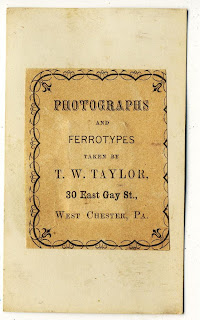 PHOTOGRAPHS
AND
FERROTYPES
TAKEN BY
T. W. TAYLOR,
30 East Gay St.,
WEST CHESTER, PA.